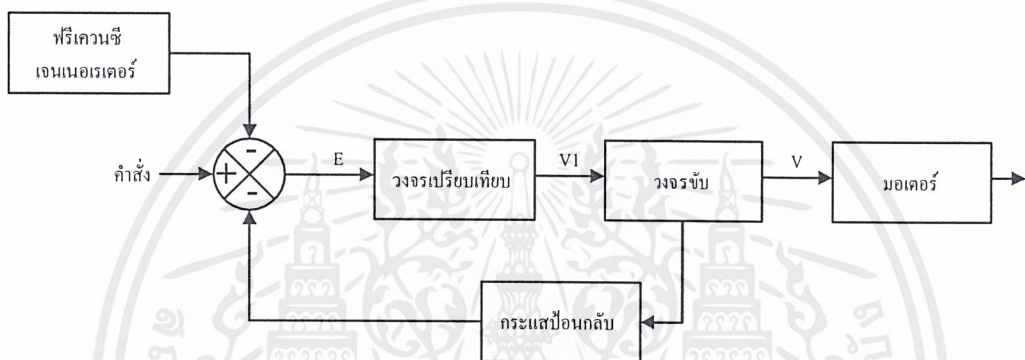 ฟรีเควนซี
เจนเนอเรเตอร์
-
คำสั่ง
+
-
E
วงจรเปรียบเทียบ
V1
วงจรขับ
V
มอเตอร์
กระแสป้อนกลับ